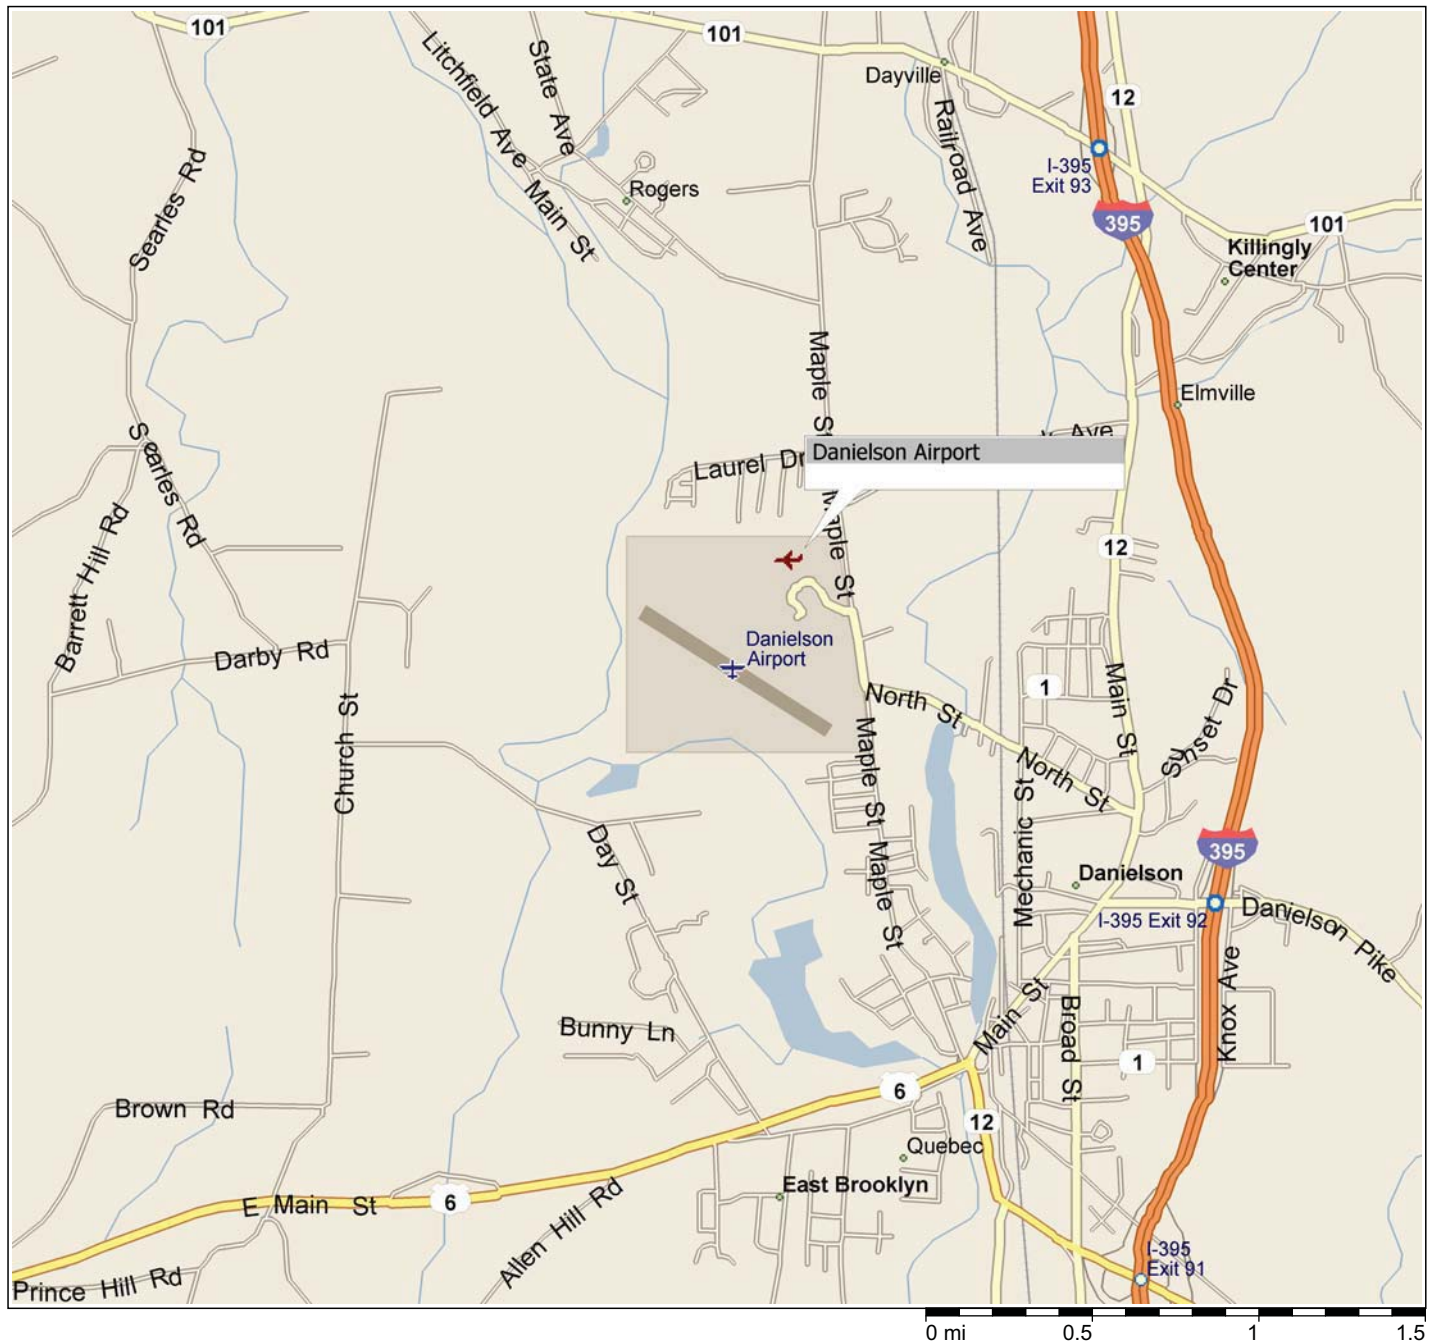 101
101
Dayville
12
Litchfield Ave
State Ave
Railroad Ave
I-395
Exit 93
Searles Rd
Rogers
Main St
395
101
Killingly
Center
Maple St
Elmville
Searles Rd
Laurel Dr
Danielson Airport
Ave
Barrett Hill Rd
Maple St
12
Darby Rd
Danielson
Airport
Church St
North St
1
Main St
Sunset Dr
Maple St
North St
Mechanic St
Day St
Maple St
395
Danielson
I-395 Exit 92
Danielson Pike
Knox Ave
Main St
Broad St
Bunny Ln
1
6
Brown Rd
12
Quebec
East Brooklyn
E Main St
6
Allen Hill Rd
I-395
Exit 91
Prince Hill Rd
0 mi
0.5
1
1.5